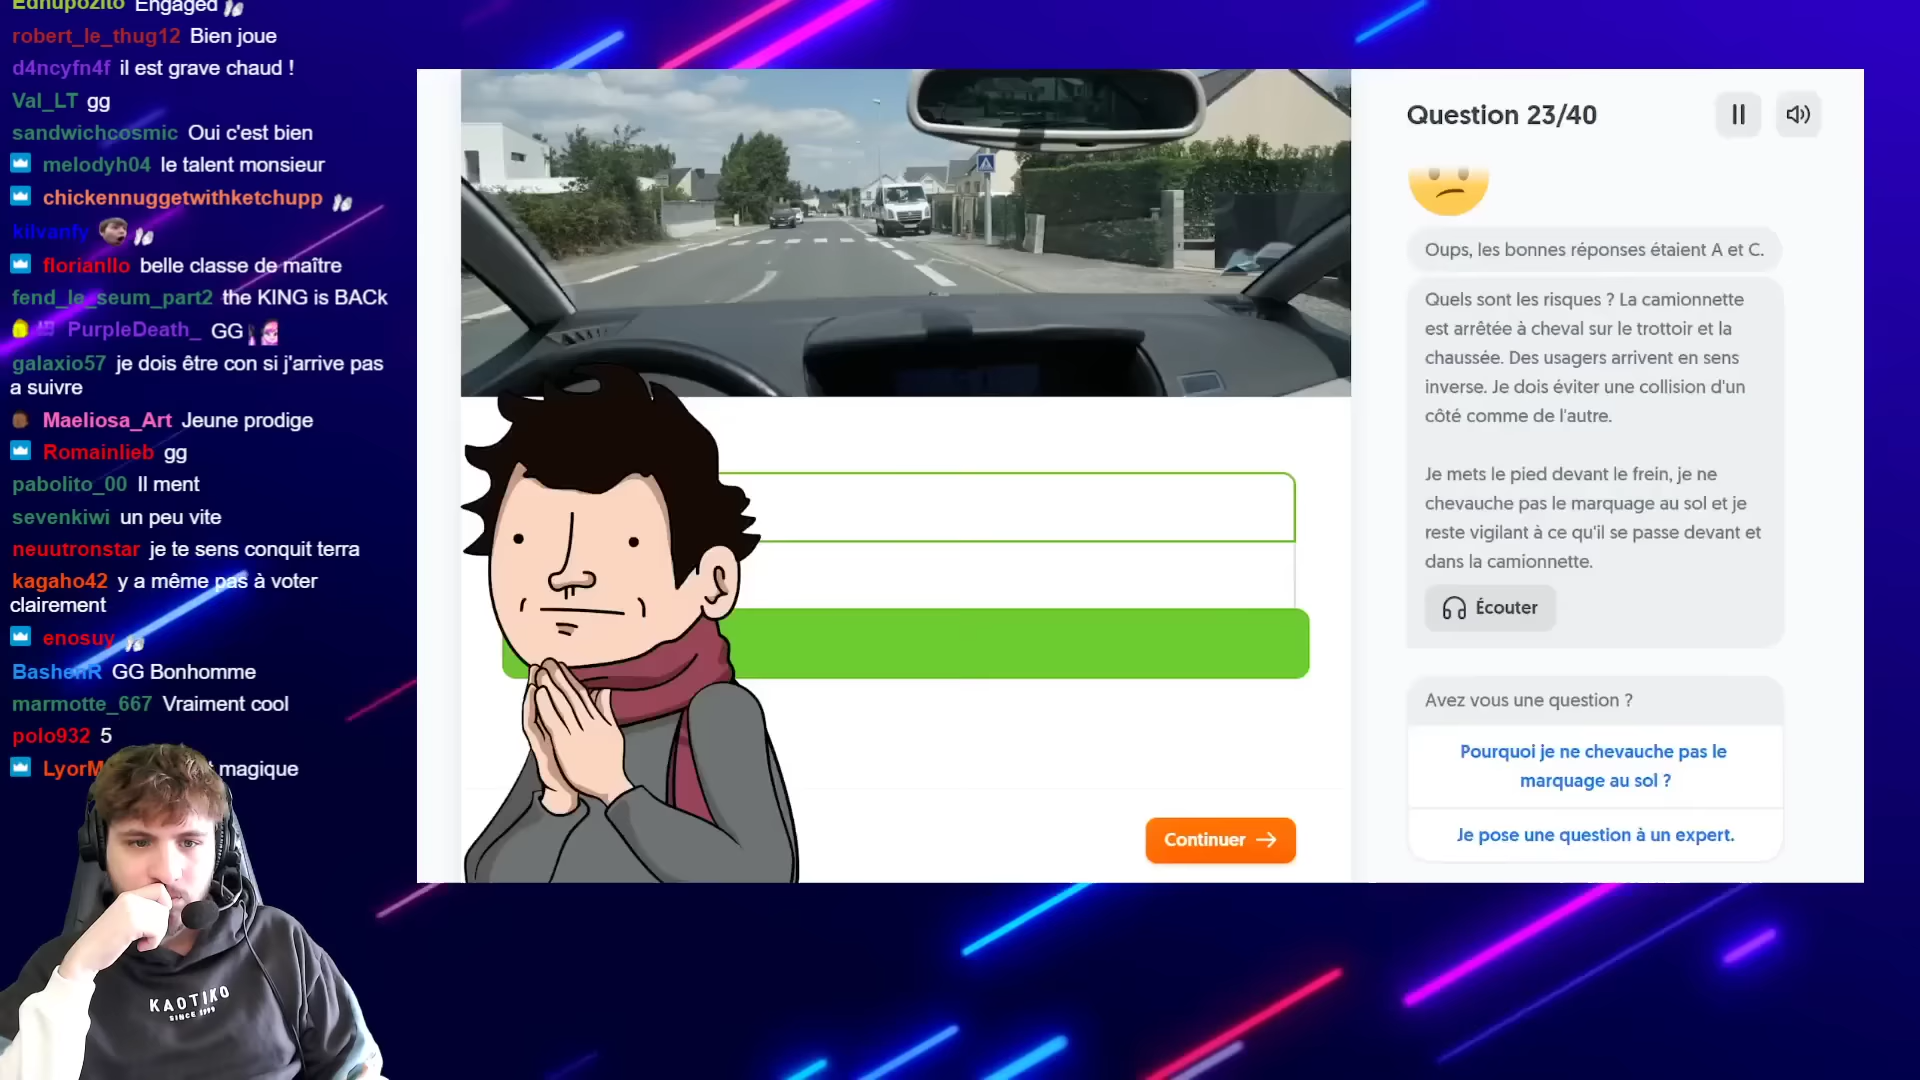 Ednupozito Engaged
robert_le_thug12 Bien joue
d4ncyfn4f il est grave chaud !
Val_LT gg
sandwichcosmic Oui c'est bien
melodyh04 le talent monsieur
chickennuggetwithketchupp
kilvanfy
florianllo belle classe de maître
fend_le_seum_part2 the KING is BACk
PurpleDeath_ GG
galaxio57 je dois être con si j'arrive pas
a suivre
Maeliosa_Art Jeune prodige
Romainlieb gg
pabolito_00 Il ment
sevenkiwi un peu vite
neuutronstar je te sens conquit terra
kagaho42 y a même pas à voter
clairement
enosuy
BashenR GG Bonhomme
marmotte_667 Vraiment cool
polo932 5
magique
KAOTIKO
SINCE 1999
Question 23/40
Oups, les bonnes réponses étaient A et C.
Quels sont les risques ? La camionnette
est arrêtée à cheval sur le trottoir et la
chaussée. Des usagers arrivent en sens
inverse. Je dois éviter une collision d'un
côté comme de l'autre.
Je mets le pied devant le frein, je ne
chevauche pas le marquage au sol et je
reste vigilant à ce qu'il se passe devant et
dans la camionnette.
Écouter
Avez vous une question ?
Pourquoi je ne chevauche pas le
marquage au sol ?
Je pose une question à un expert.
Continuer